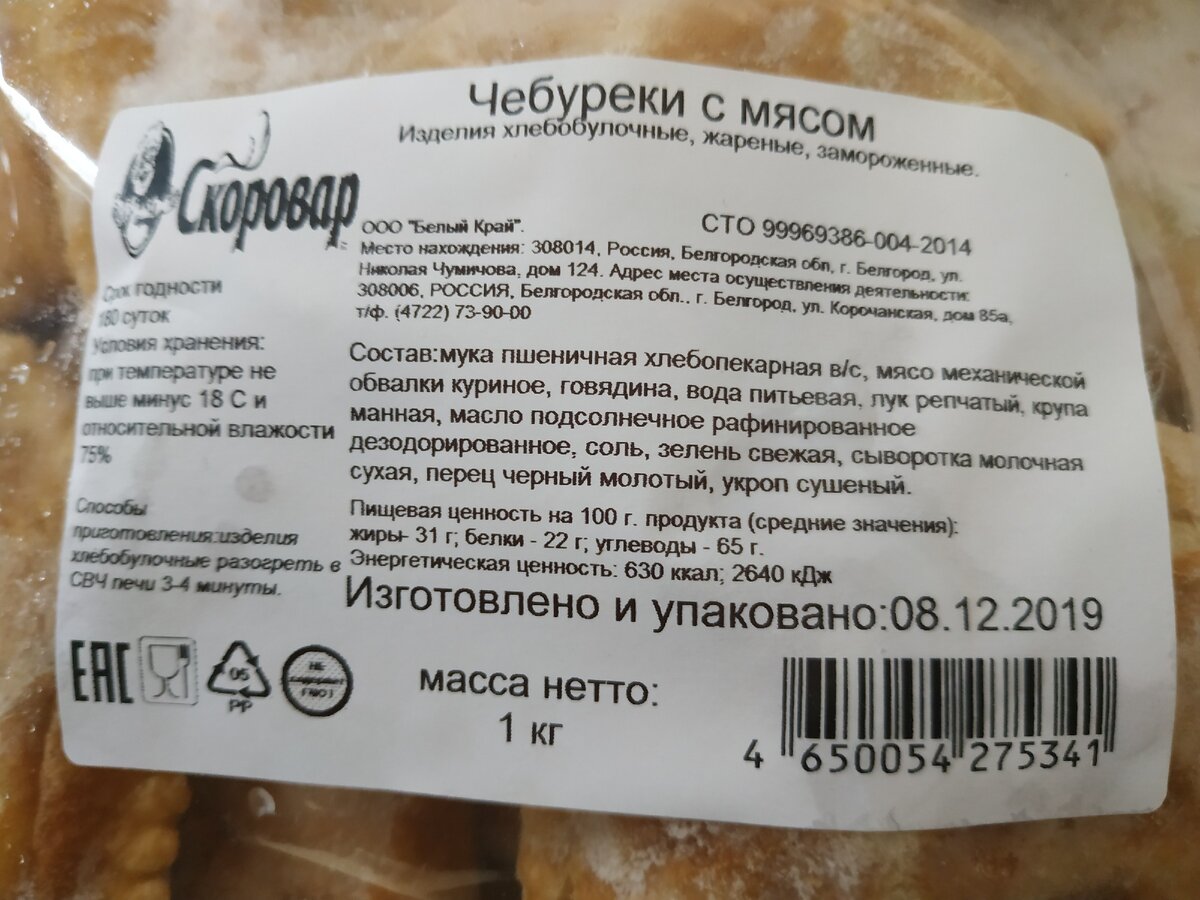 Чебуреки с мясом
Изделия хлебобулочные, жареные, замороженные.
Скоровар
СТО 99969386-004-2014
ООО "Белый Край".
Место нахождения: 308014, Россия, Белгородская обл, г. Белгород, ул.
Николая Чумичова, дом 124. Адрес места осуществления деятельности:
308006, РОССИЯ, Белгородская обл.. г. Белгород, ул. Корочанская, дом 85а,
т/ф. (4722) 73-90-00
Срок годности
180 суток
Условия хранения:
при температуре не
выше минус 18 С и
относительной влажости
75%
Способы
приготовления:изделия
хлебобулочные разогреть в
СВЧ печи 3-4 минуты.
Состав:мука пшеничная хлебопекарная в/с, мясо механической
обвалки куриное, говядина, вода питьевая, лук репчатый, крупа
манная, масло подсолнечное рафинированное
дезодорированное, соль, зелень свежая, сыворотка молочная
сухая, перец черный молотый, укроп сушеный.
Пищевая ценность на 100 г. продукта (средние значения):
жиры- 31 г; белки - 22 г; углеводы - 65 г.
Энергетическая ценность: 630 ккал; 2640 кДж
Изготовлено и упаковано:08.12.2019
EAC
05
PP
НЕ
содержит
ГМО!
масса нетто:
1 кг
4 650054 275341